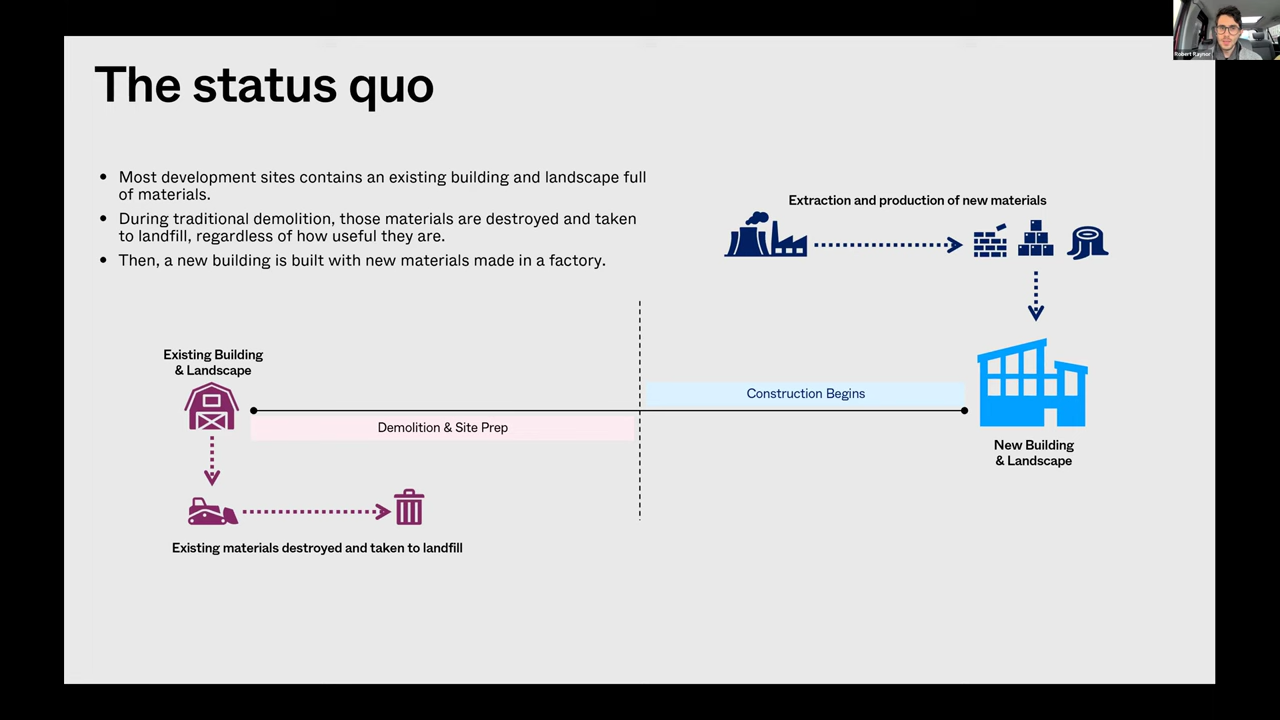 The status quo
• Most development sites contains an existing building and landscape full
of materials.
• During traditional demolition, those materials are destroyed and taken
to landfill, regardless of how useful they are.
• Then, a new building is built with new materials made in a factory.
Extraction and production of new materials
Existing Building
& Landscape
Construction Begins
Demolition & Site Prep
New Building
& Landscape
Existing materials destroyed and taken to landfill
Robert Raynor